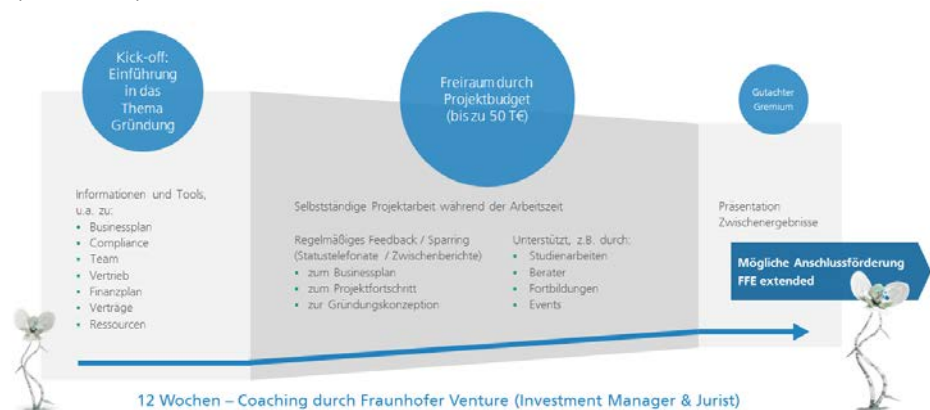 Kick-off:
Einführung
in das
Thema
Gründung
Informationen und Tools,
u.a. zu:
• Businessplan
• Compliance
• Team
• Vertrieb
• Finanzplan
• Verträge
• Ressourcen
Freiraum durch
Projektbudget
(bis zu 50 T€)
Selbstständige Projektarbeit während der Arbeitszeit
Regelmäßiges Feedback / Sparring
(Statustelefonate / Zwischenberichte)
• zum Businessplan
• zum Projektfortschritt
• zur Gründungskonzeption
Unterstützt, z.B. durch:
• Studienarbeiten
• Berater
• Fortbildungen
• Events
Gutachter
Gremium
Präsentation
Zwischenergebnisse
Mögliche Anschlussförderung
FFE extended
12 Wochen – Coaching durch Fraunhofer Venture (Investment Manager & Jurist)